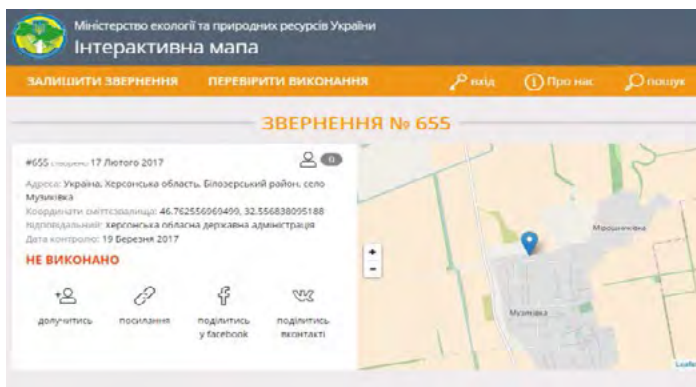 Міністерство екології та природних ресурсів України
Інтерактивна мапа
ЗАЛИШИТИ ЗВЕРНЕННЯ ПЕРЕВІРИТИ ВИКОНАННЯ вхід Про нас пошук
ЗВЕРНЕННЯ № 655
#655 створено 17 Лютого 2017 0
Адреса: Україна, Херсонська область, Білозерський район, село
Музиківка
Координати сміттєзвалища: 46.762556969499, 32.556838095188
Відповідальний: Херсонська обласна державна адміністрація
Дата контролю: 19 Березня 2017
НЕ ВИКОНАНО
долучитись посилання поділитись у facebook поділитись вконтакті
+
-
Мірошниківка
Музиківка